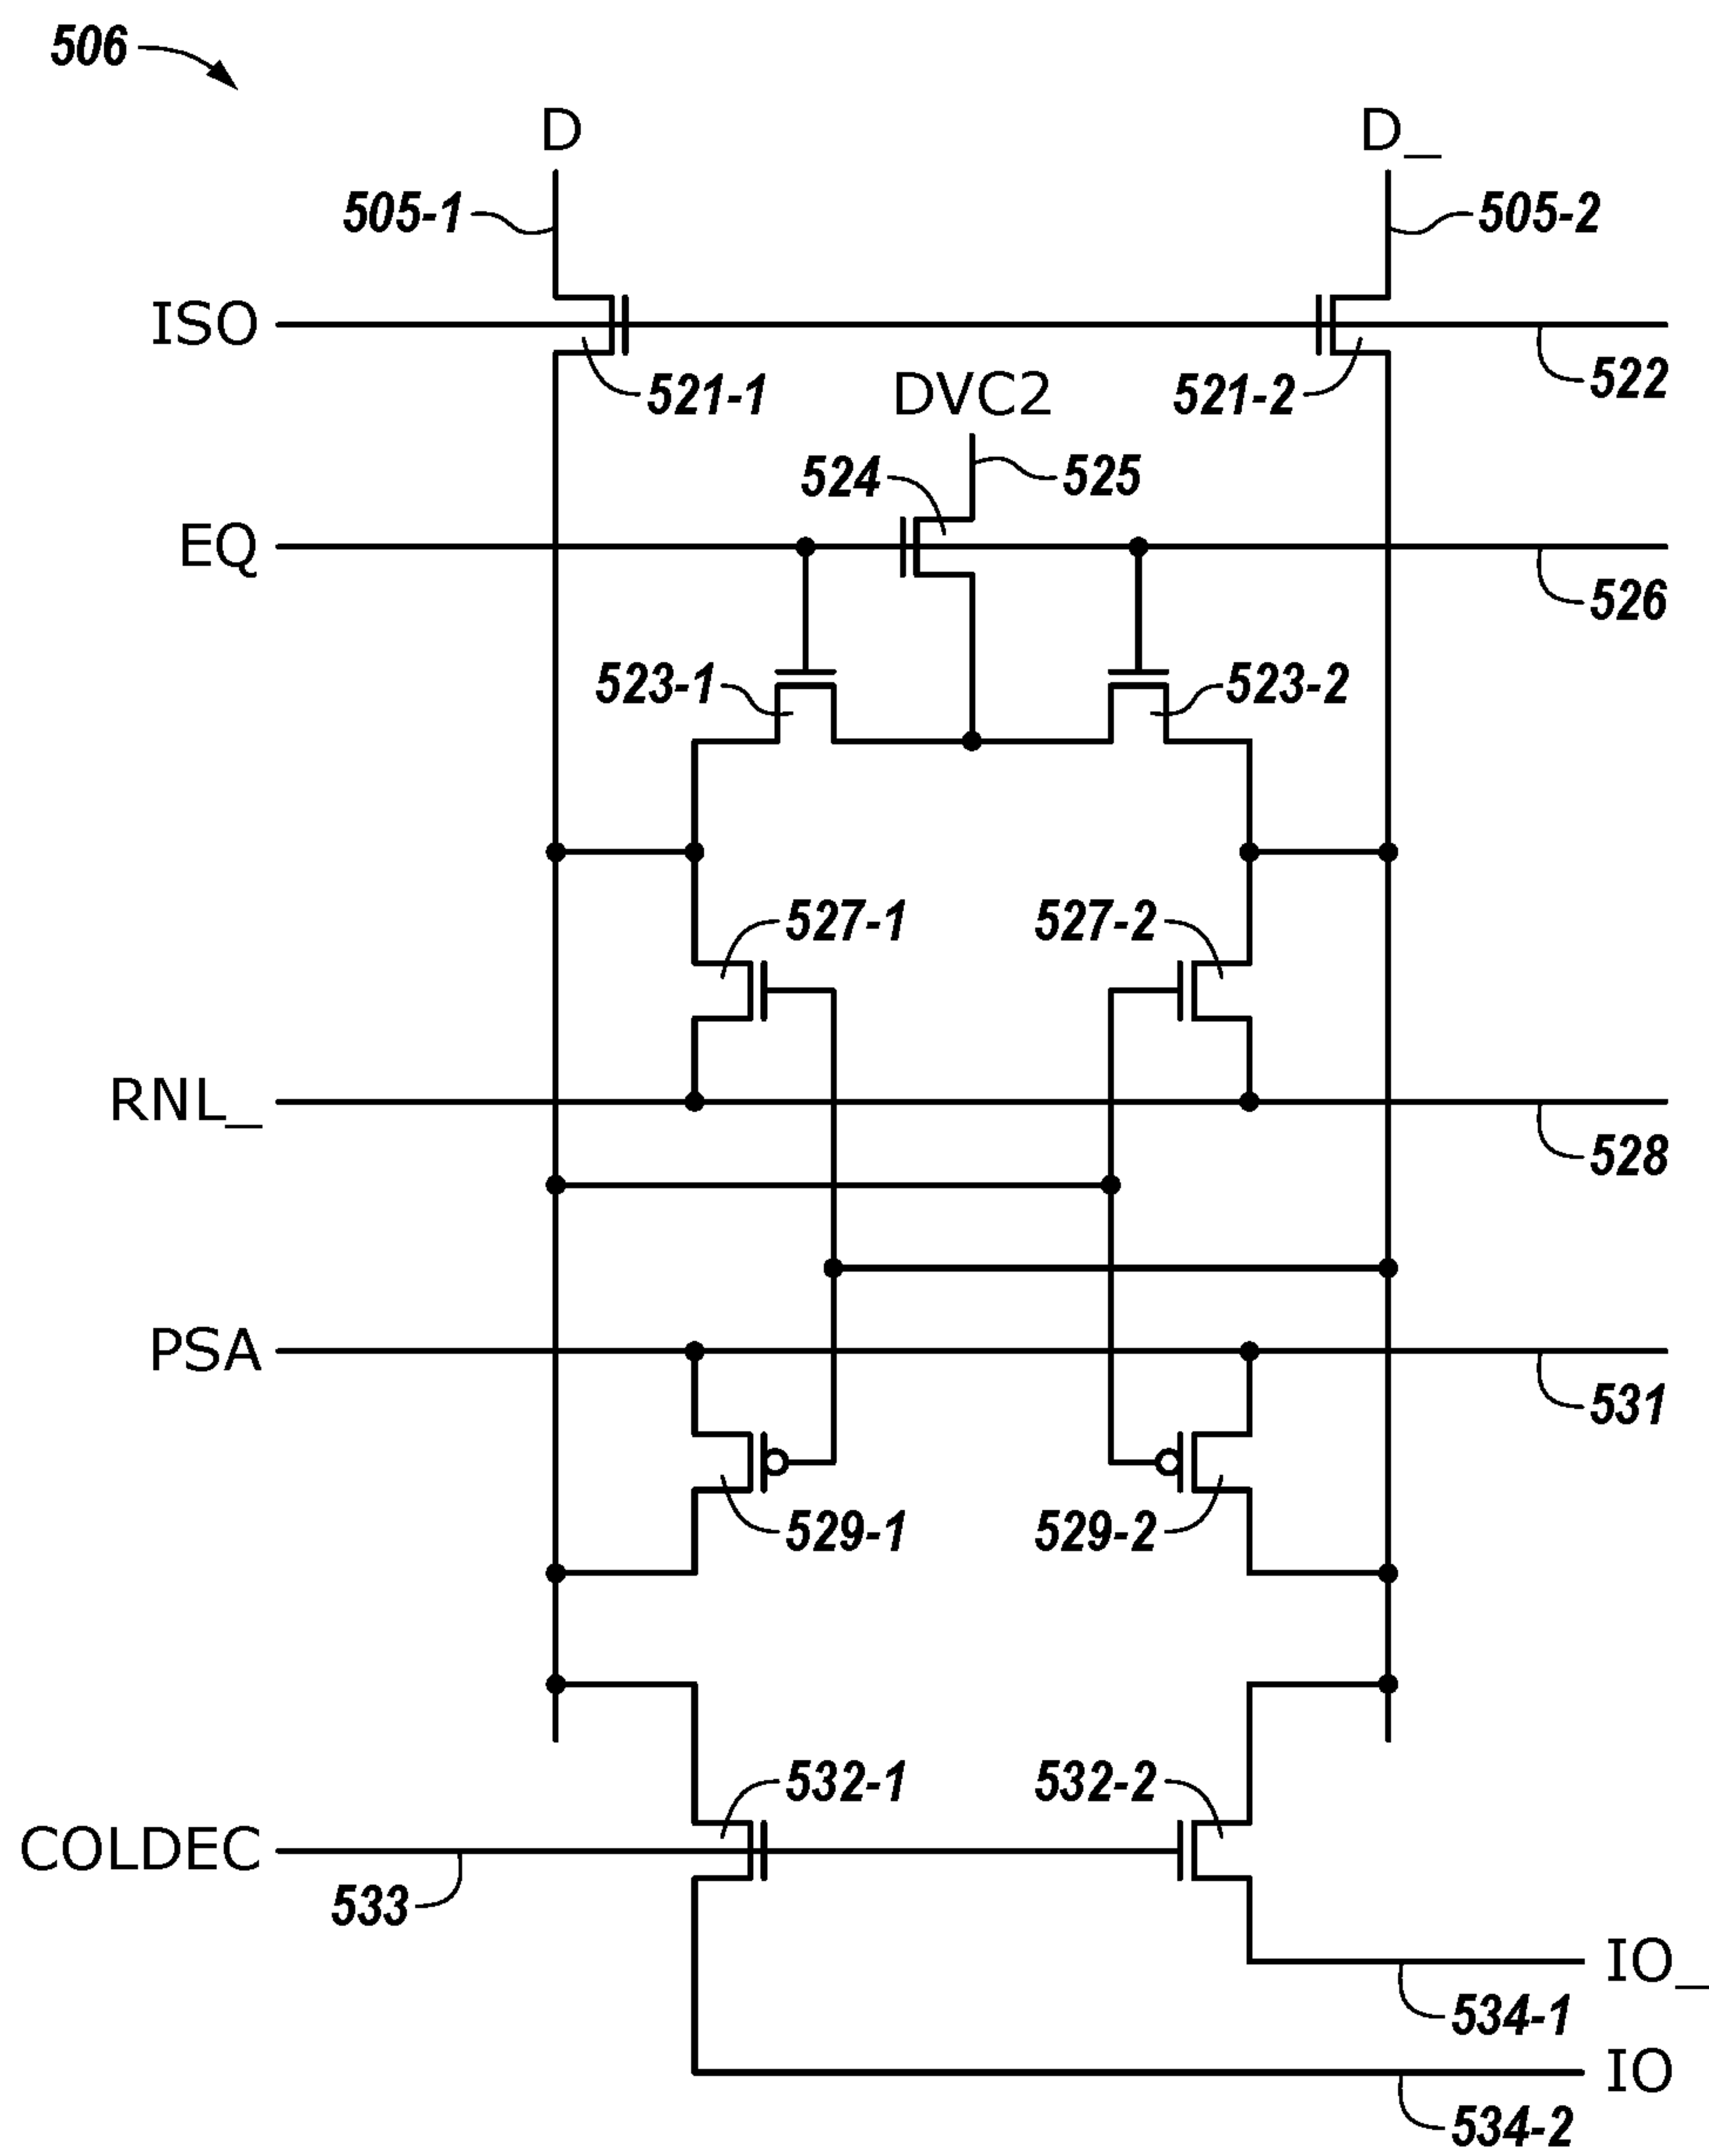 506
D D_
505-1 505-2
ISO
521-1 DVC2 521-2 522
524 525
EQ
526
523-1 523-2
527-1 527-2
RNL_
528
PSA
531
529-1 529-2
532-1 532-2
COLDEC
533
IO_
534-1
IO
534-2